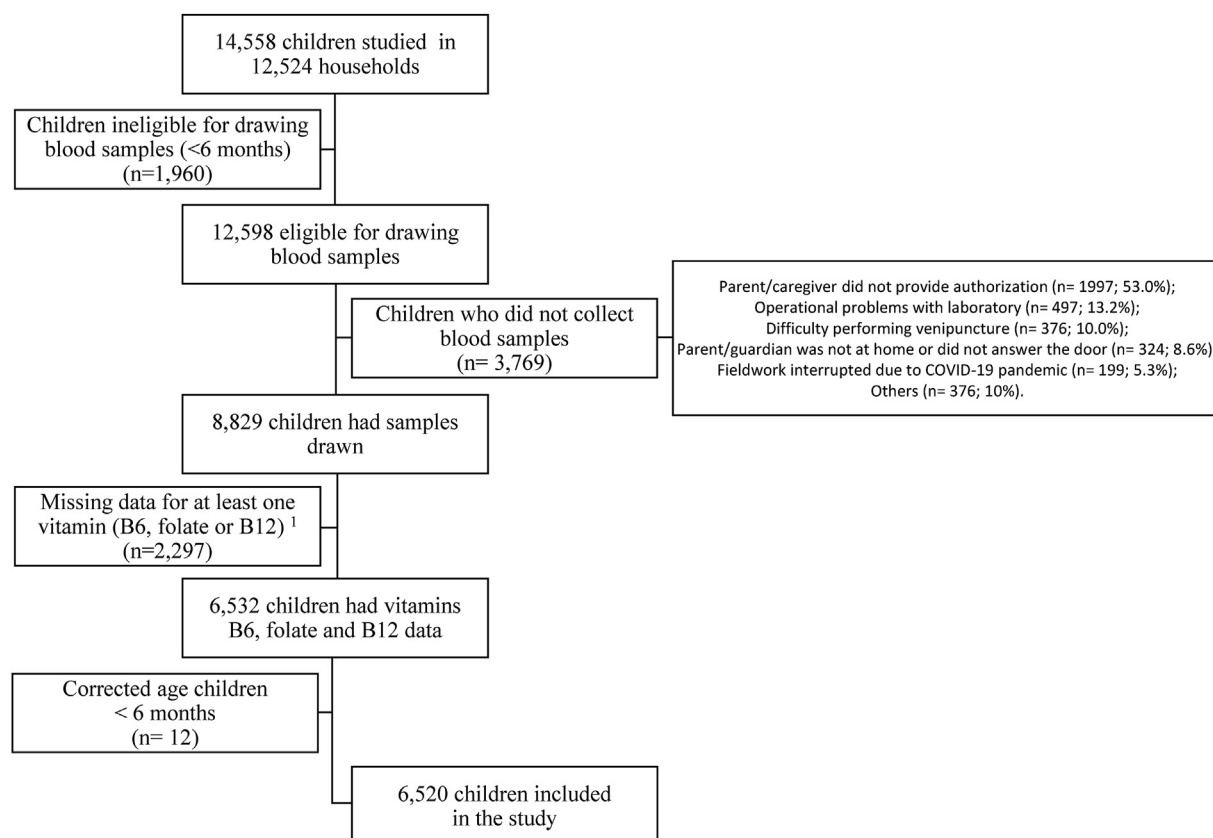 14,558 children studied in
12,524 households
Children ineligible for drawing
blood samples (<6 months)
(n=1,960)
12,598 eligible for drawing
blood samples
Children who did not collect
blood samples
(n= 3,769)
Parent/caregiver did not provide authorization (n= 1997; 53.0%);
Operational problems with laboratory (n= 497; 13.2%);
Difficulty performing venipuncture (n= 376; 10.0%);
Parent/guardian was not at home or did not answer the door (n= 324; 8.6%)
Fieldwork interrupted due to COVID-19 pandemic (n= 199; 5.3%);
Others (n= 376; 10%).
8,829 children had samples
drawn
Missing data for at least one
vitamin (B6, folate or B12) 1
(n=2,297)
6,532 children had vitamins
B6, folate and B12 data
Corrected age children
< 6 months
(n= 12)
6,520 children included
in the study